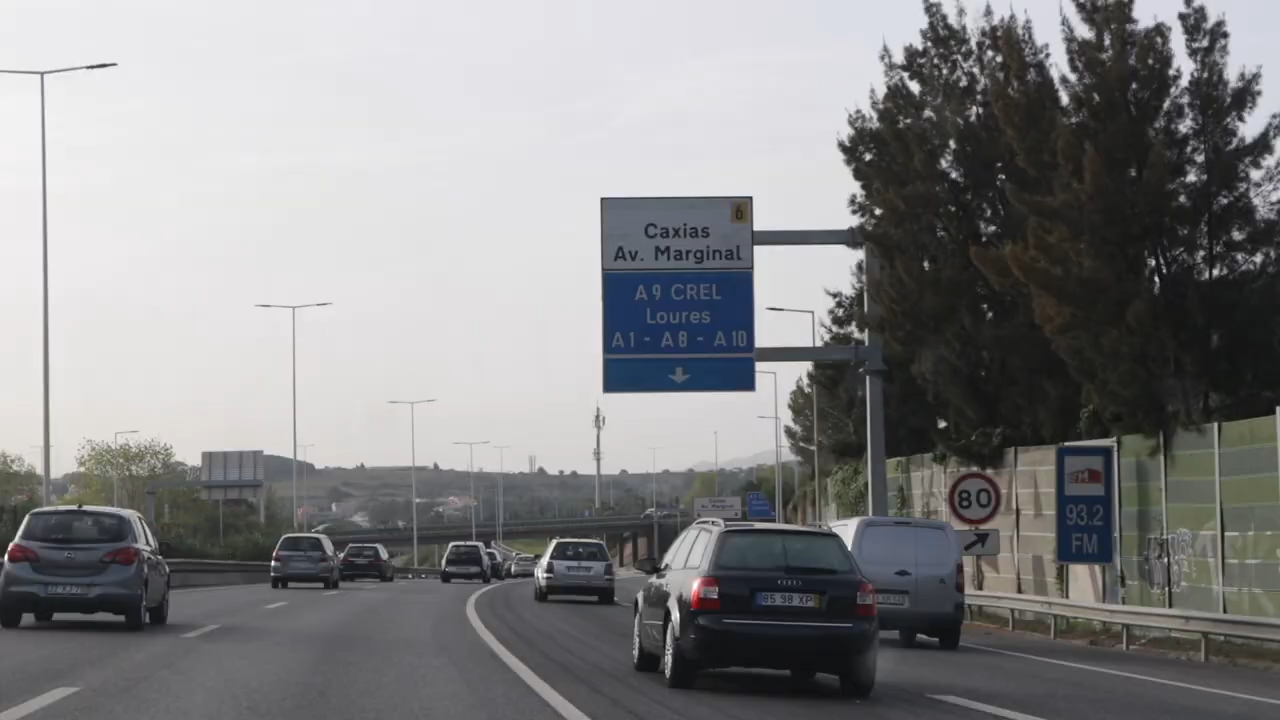 6
Caxias
Av. Marginal
A9 CREL
Loures
A1 - A8 - A10
80
93.2
FM
85 98 XP